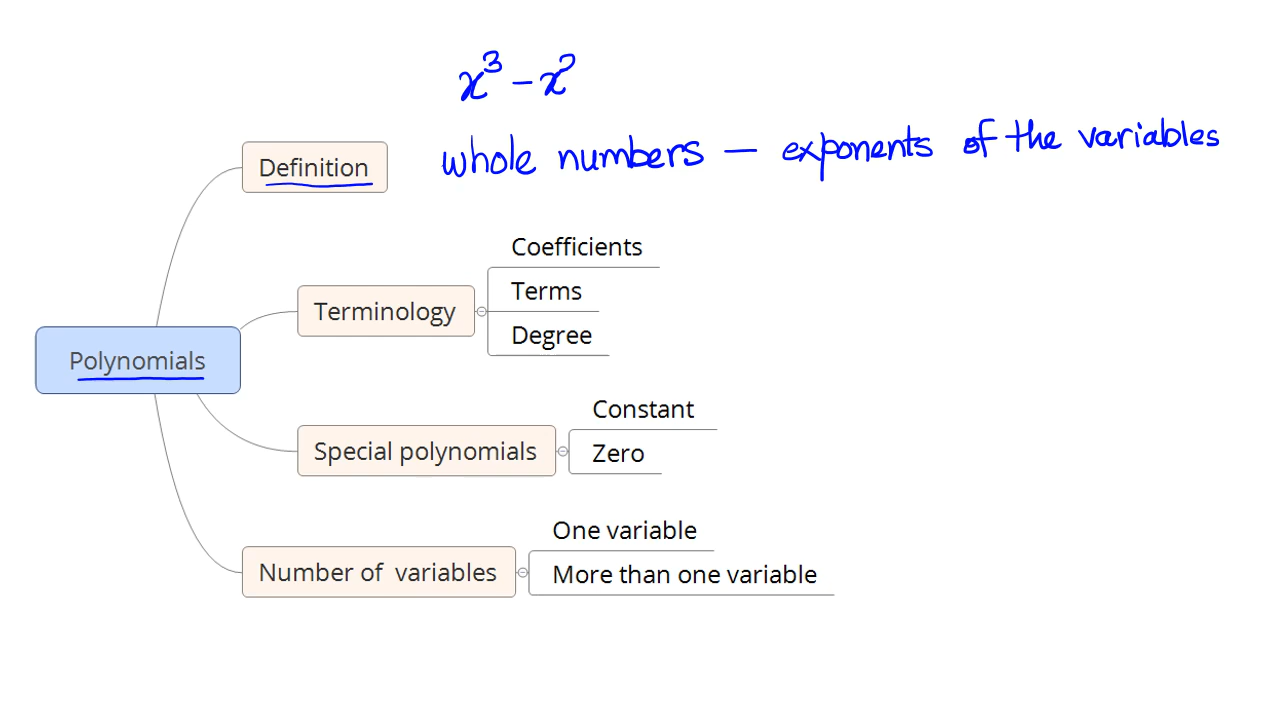 x³ – x²
whole numbers — exponents of the variables
Definition
Coefficients
Terms
Terminology
Degree
Polynomials
Constant
Special polynomials
Zero
One variable
Number of variables
More than one variable